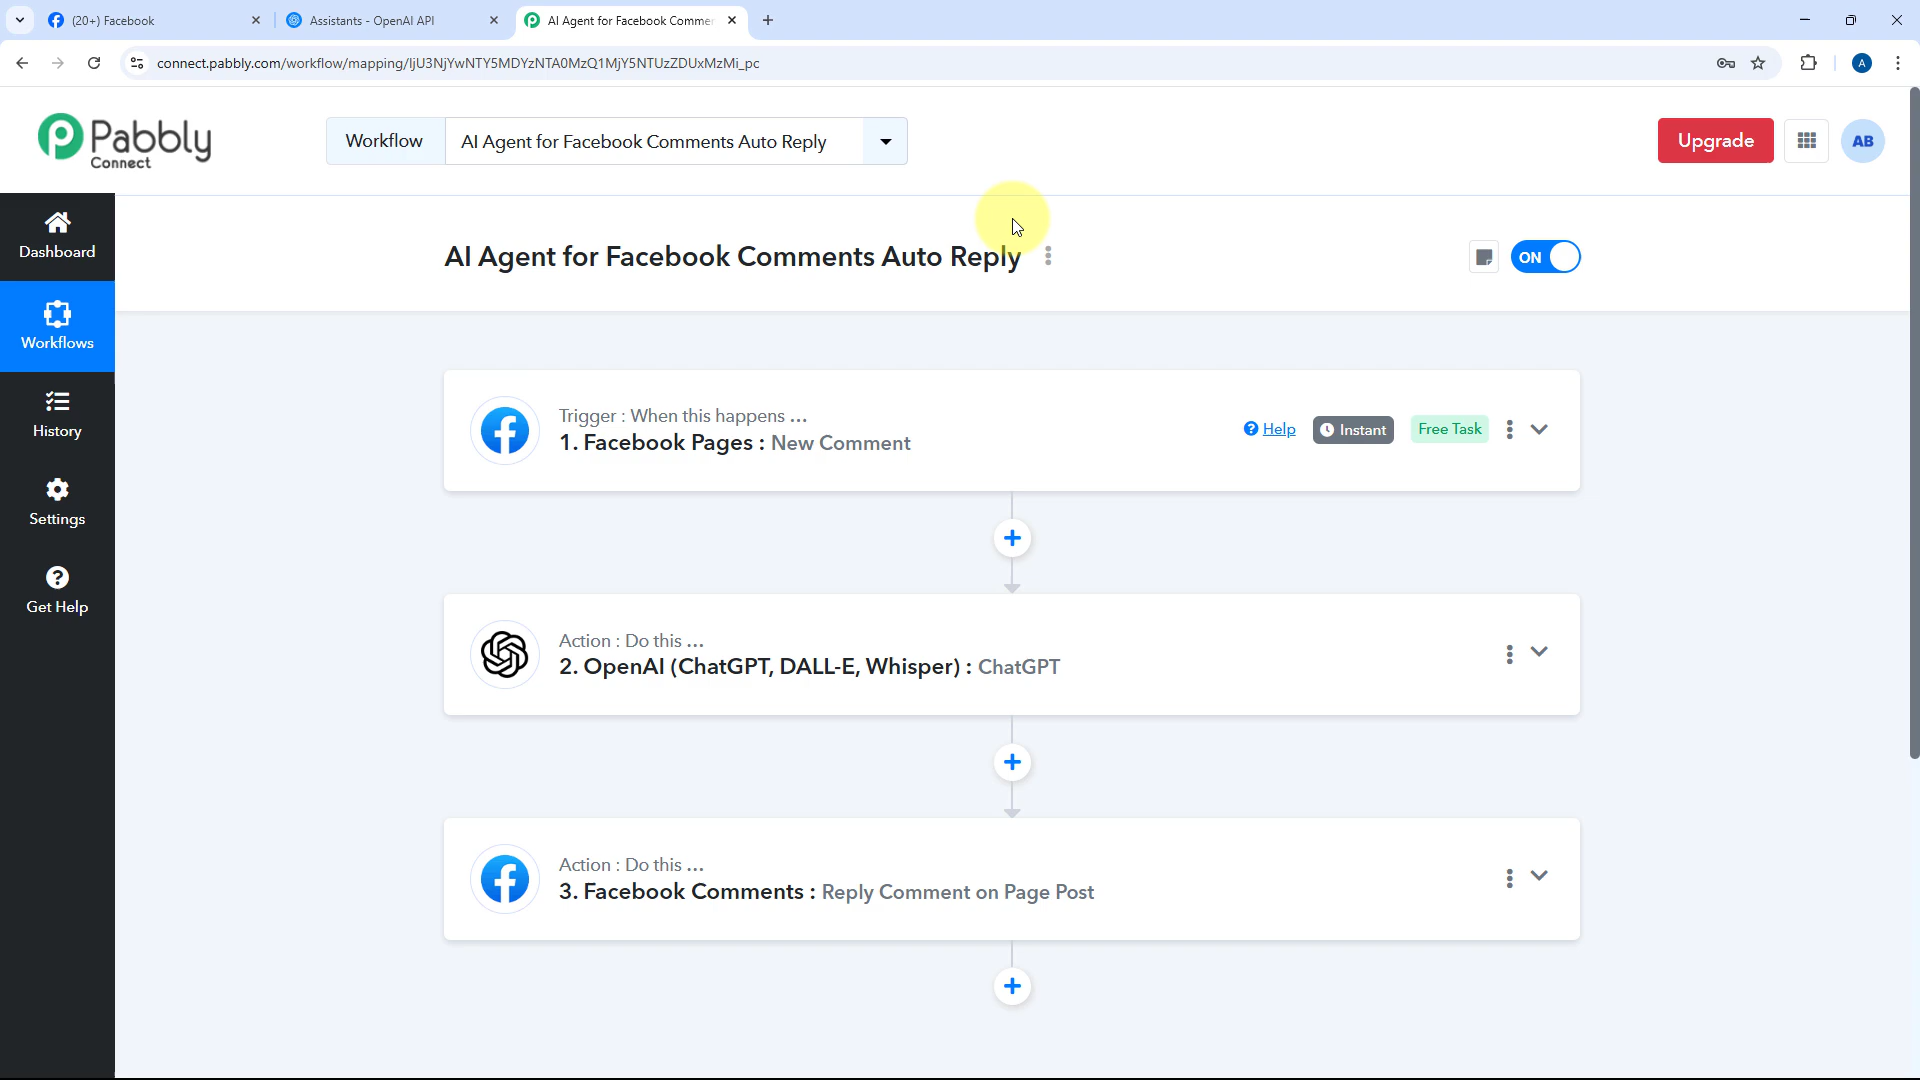 (20+) Facebook
Assistants - OpenAI API
AI Agent for Facebook Comme
connect.pabbly.com/workflow/mapping/IjU3NjYwNTY5MDYzNTA0MzQ1MjY5NTUzZDUxMzMi_pc
A
Pabbly
Connect
Workflow
AI Agent for Facebook Comments Auto Reply
Upgrade
AB
Dashboard
Workflows
History
Settings
Get Help
AI Agent for Facebook Comments Auto Reply
ON
Trigger : When this happens ...
1. Facebook Pages : New Comment
Help
Instant
Free Task
Action : Do this ...
2. OpenAI (ChatGPT, DALL-E, Whisper) : ChatGPT
Action : Do this ...
3. Facebook Comments : Reply Comment on Page Post